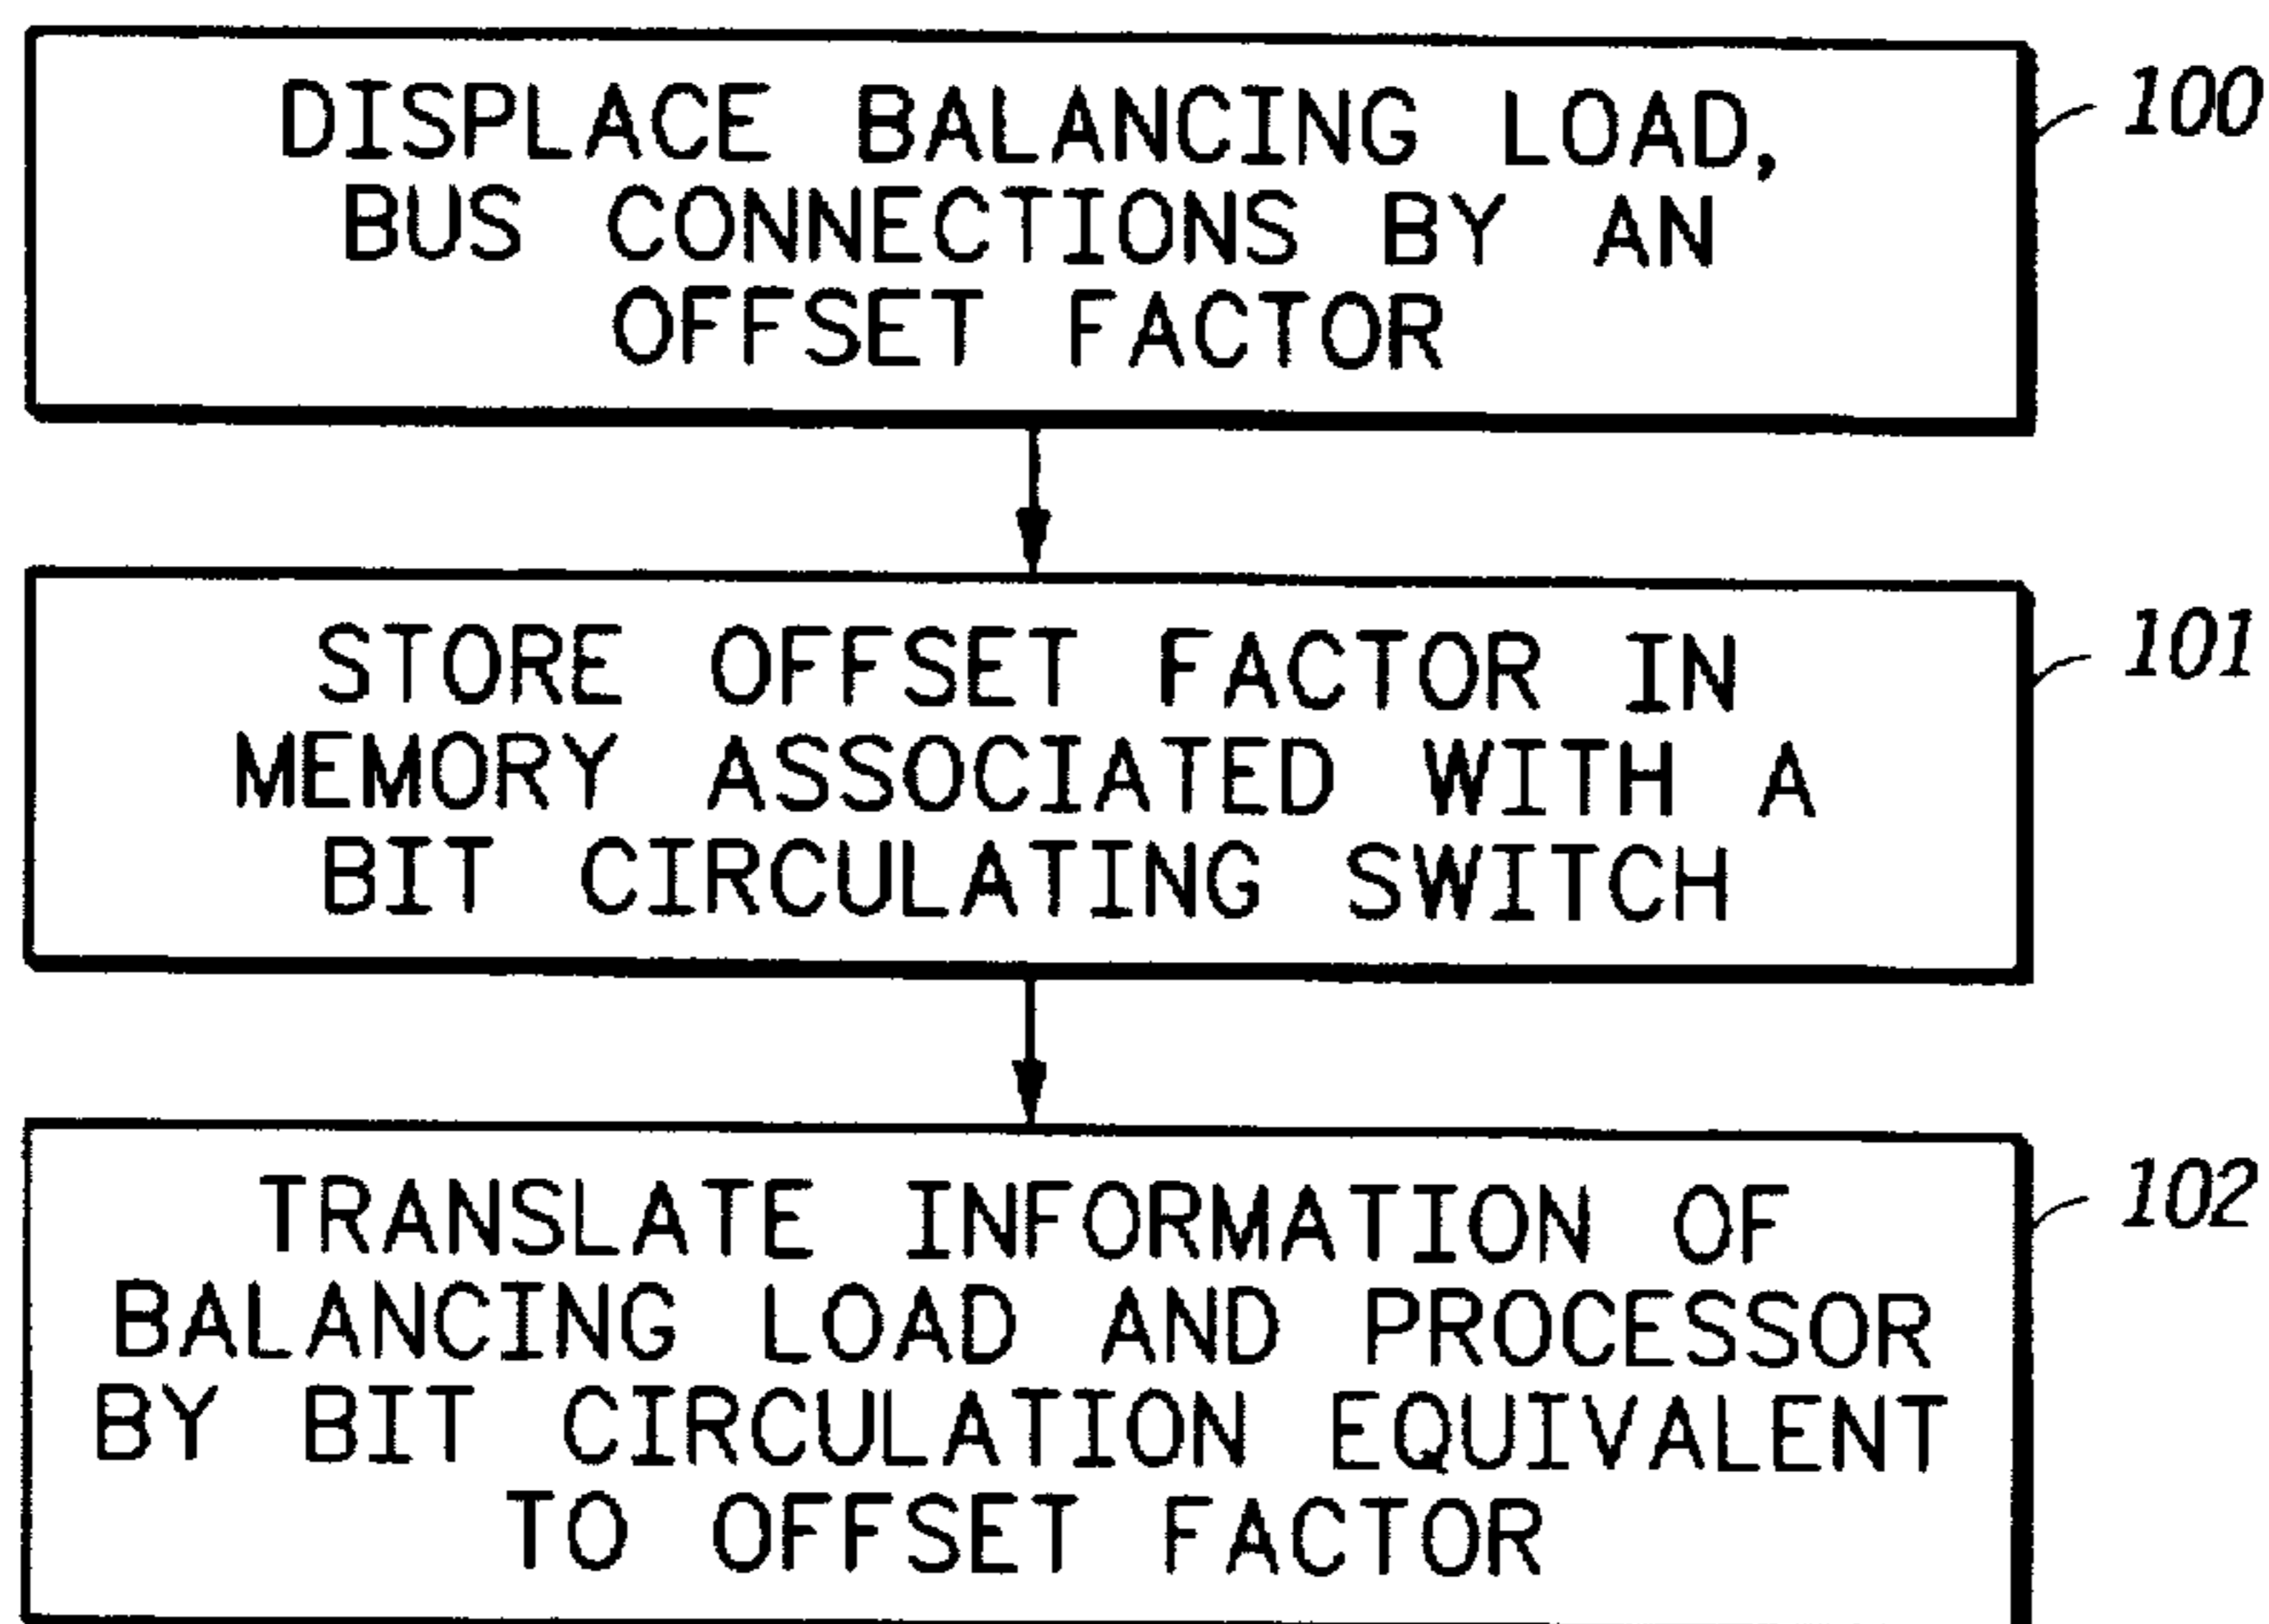 DISPLACE BALANCING LOAD,
BUS CONNECTIONS BY AN
OFFSET FACTOR
100
STORE OFFSET FACTOR IN
MEMORY ASSOCIATED WITH A
BIT CIRCULATING SWITCH
101
TRANSLATE INFORMATION OF
BALANCING LOAD AND PROCESSOR
BY BIT CIRCULATION EQUIVALENT
TO OFFSET FACTOR
102